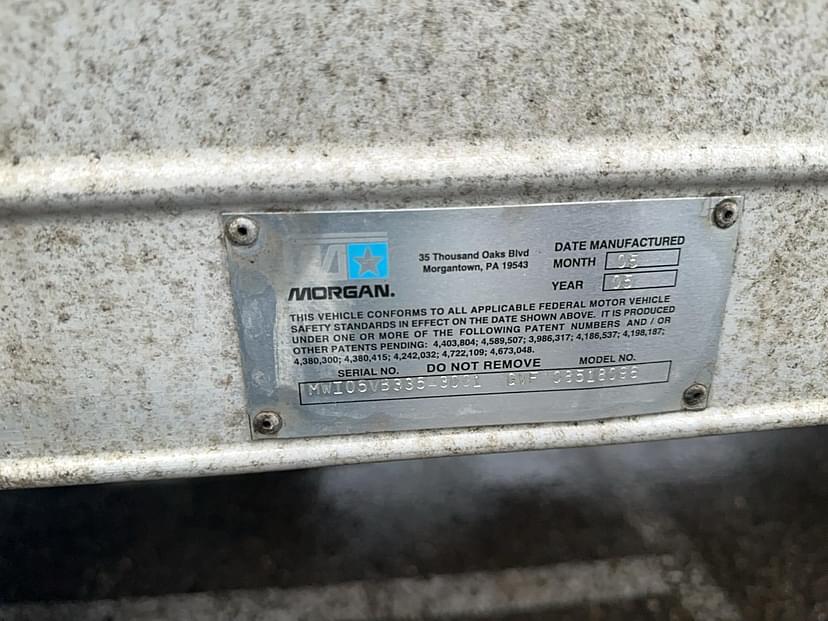 MORGAN.
35 Thousand Oaks Blvd
Morgantown, PA 19543
DATE MANUFACTURED
MONTH 05
YEAR
THIS VEHICLE CONFORMS TO ALL APPLICABLE FEDERAL MOTOR VEHICLE
SAFETY STANDARDS IN EFFECT ON THE DATE SHOWN ABOVE. IT IS PRODUCED
UNDER ONE OR MORE OF THE FOLLOWING PATENT NUMBERS AND / OR
OTHER PATENTS PENDING: 4,403,804; 4,589,507; 3,986,317; 4,186,537; 4,198,187;
4,380,300; 4,380,415; 4,242,032; 4,722,109; 4,673,048.
SERIAL NO. DO NOT REMOVE MODEL NO.